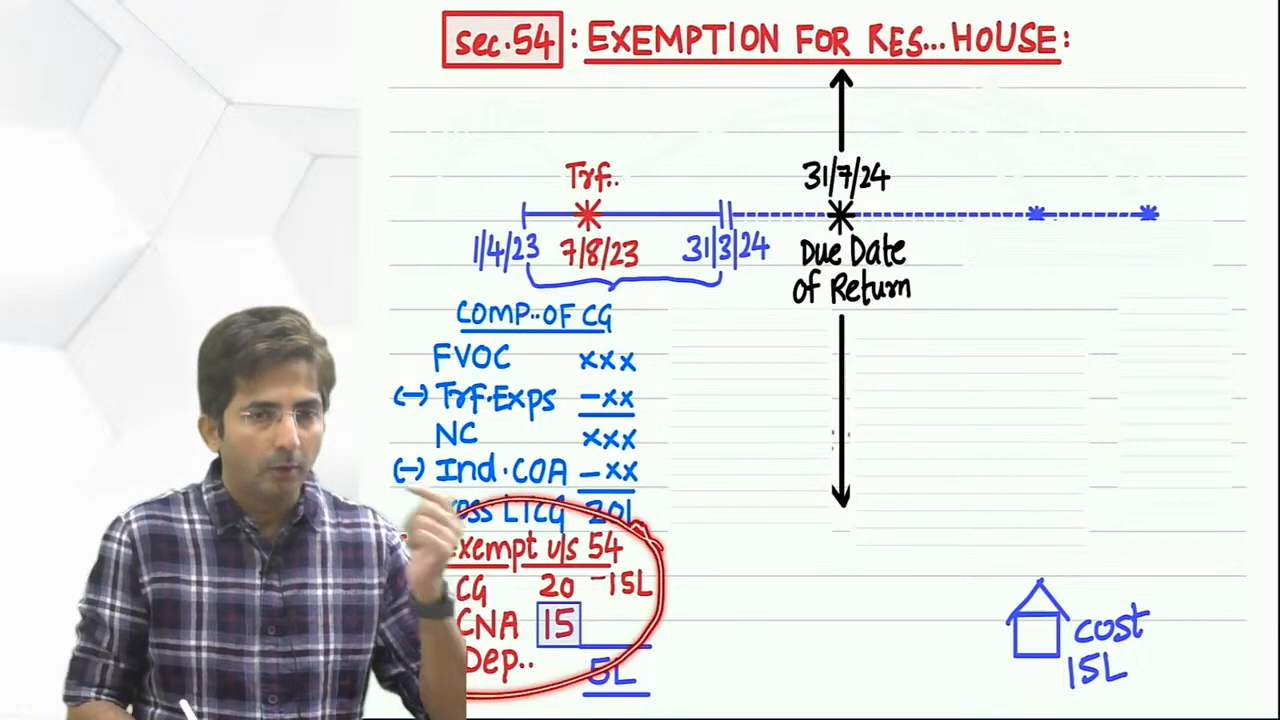 sec.54 : EXEMPTION FOR RES... HOUSE:
Trf..
31/7/24
1/4/23 7/8/23 31/3/24
Due Date
of Return
COMP..OF CG
FVOC xxx
(-) Trf.Exps -xx
NC xxx
(-) Ind.COA -xx
oss LTCG 20L
exempt u/s 54
CG 20 -15L
CNA 15
Dep..
5L
cost
15L